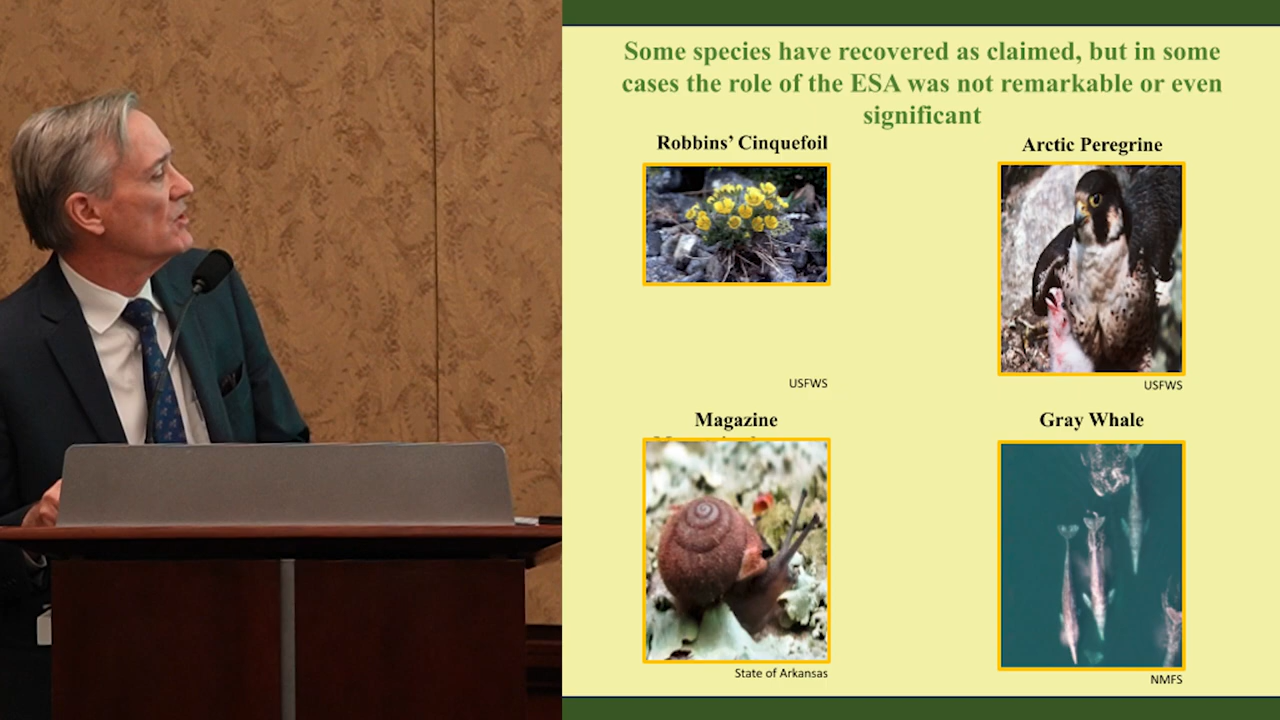 Some species have recovered as claimed, but in some
cases the role of the ESA was not remarkable or even
significant
Robbins’ Cinquefoil
Arctic Peregrine
USFWS
USFWS
Magazine
Gray Whale
State of Arkansas
NMFS